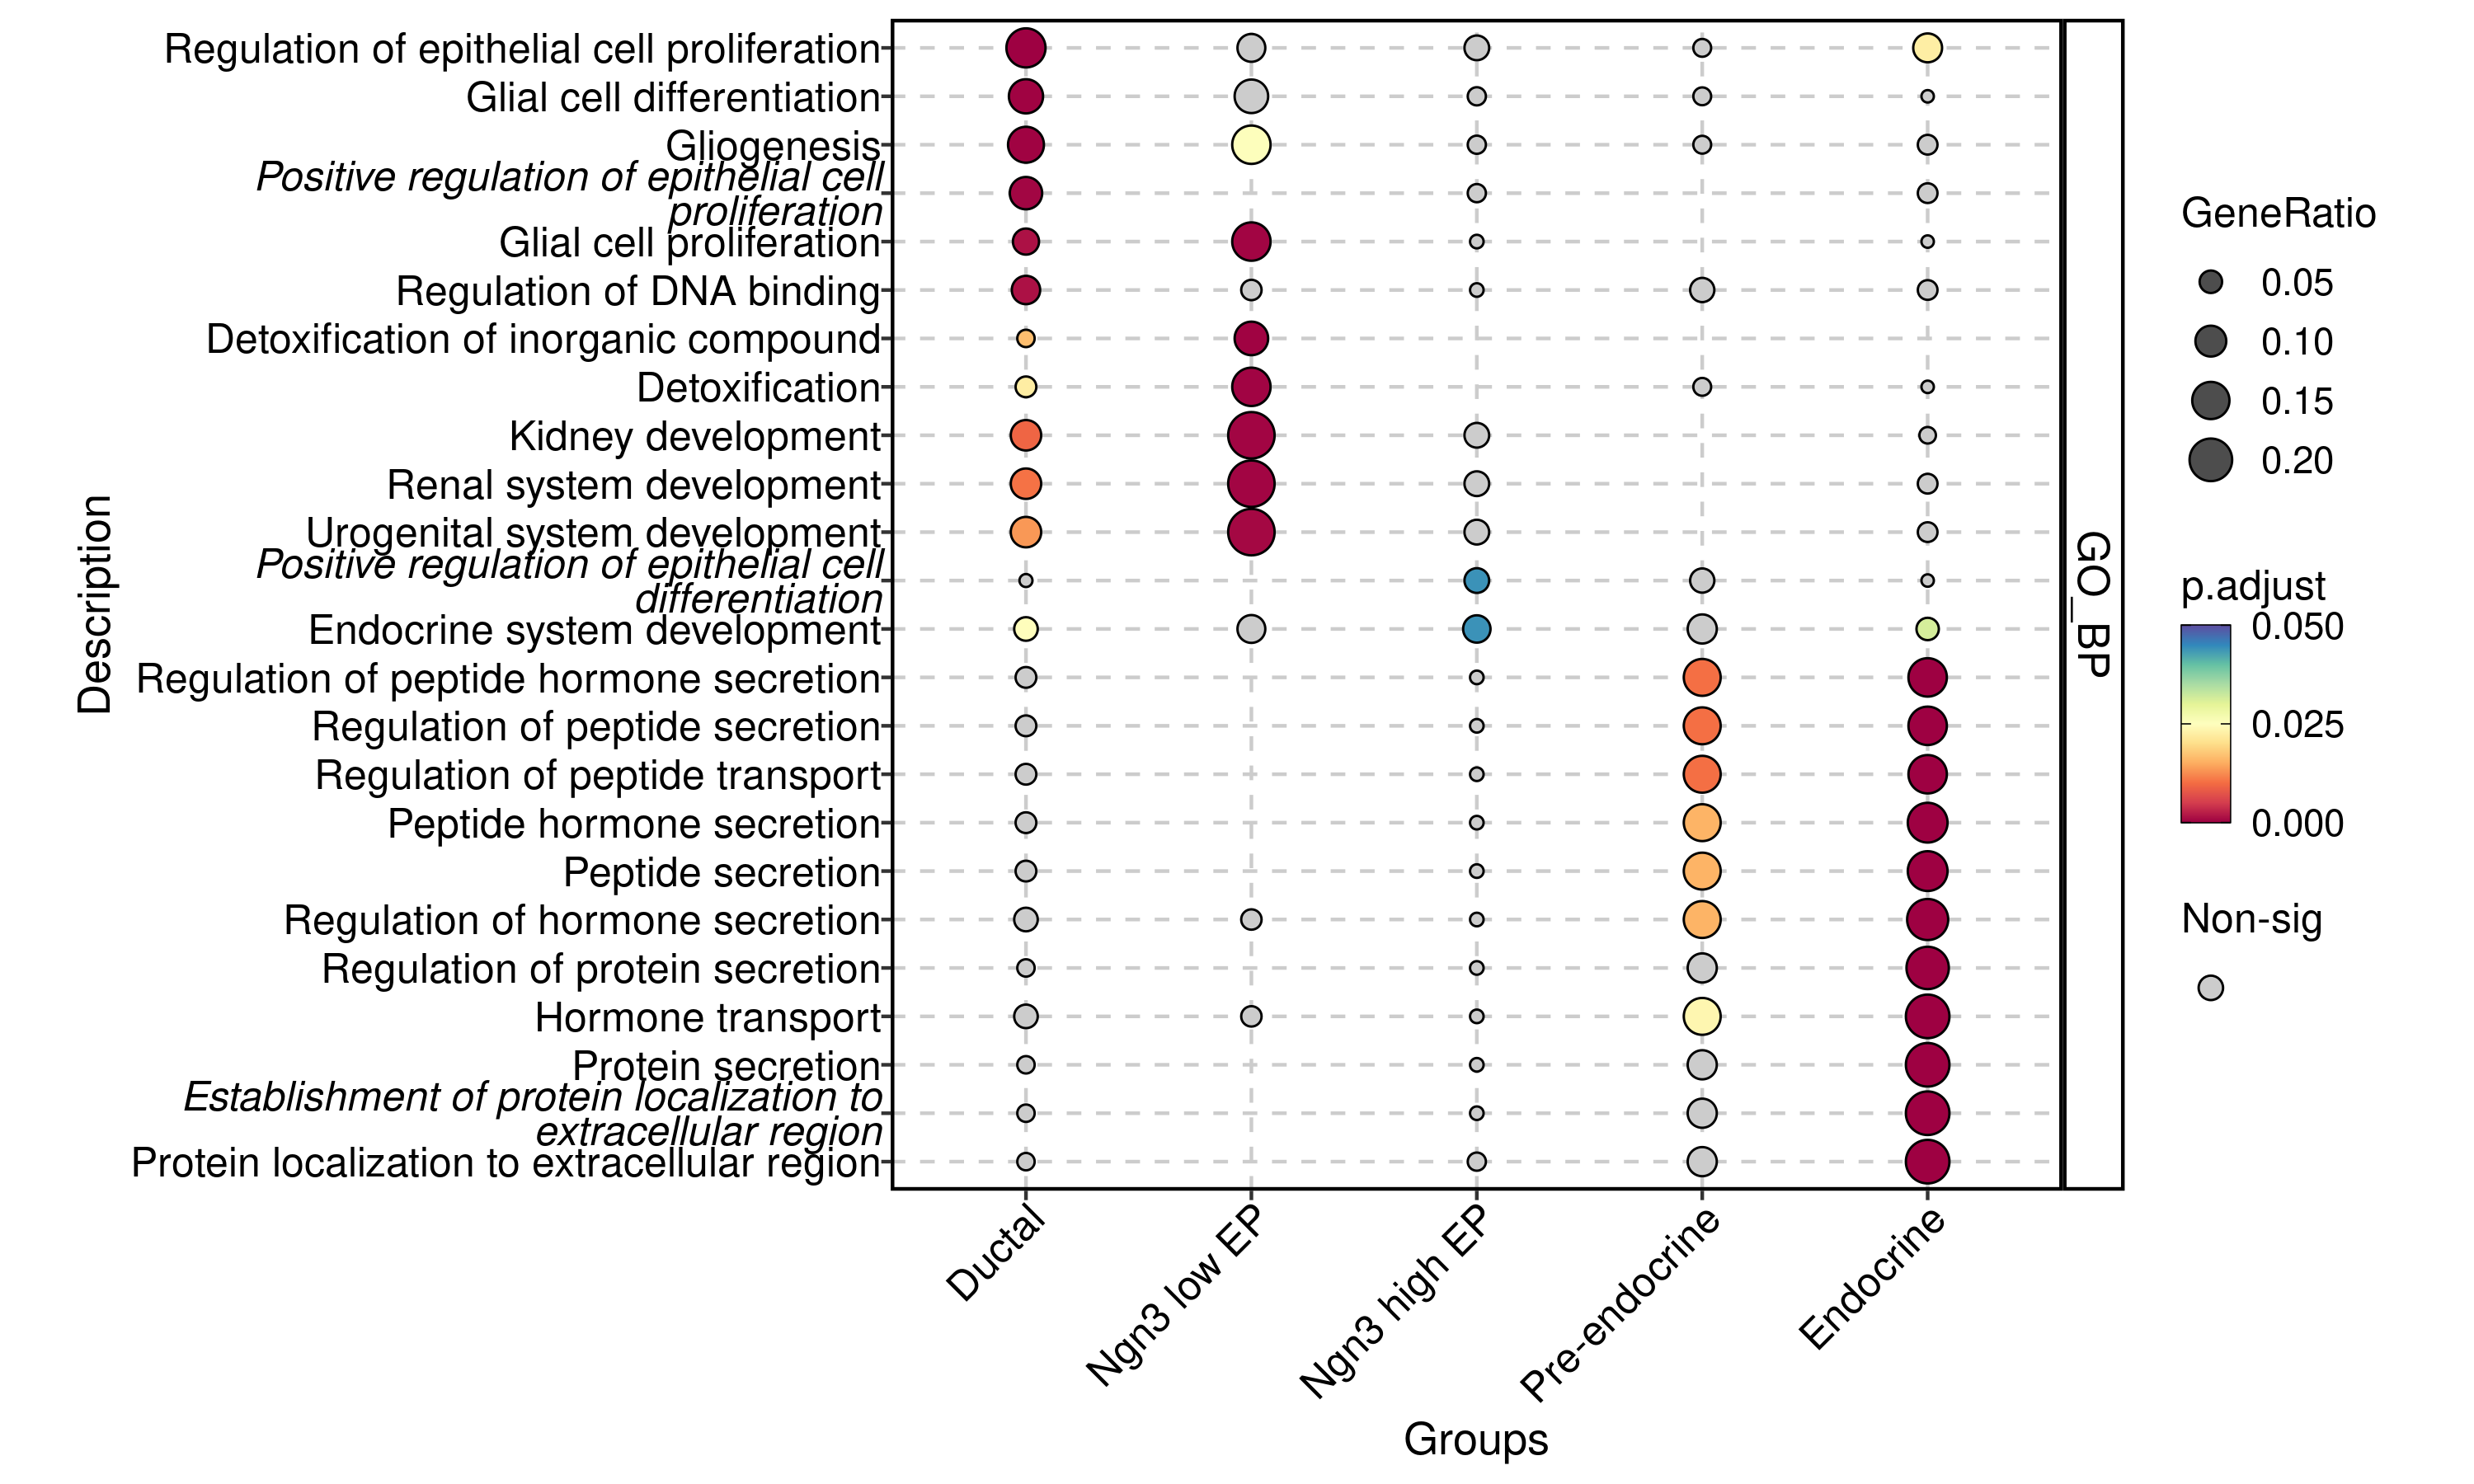 Regulation of epithelial cell proliferation
Glial cell differentiation
Gliogenesis
Positive regulation of epithelial cell
proliferation
Glial cell proliferation
Regulation of DNA binding
Detoxification of inorganic compound
Detoxification
Kidney development
Renal system development
Urogenital system development
Positive regulation of epithelial cell
differentiation
Endocrine system development
Regulation of peptide hormone secretion
Regulation of peptide secretion
Regulation of peptide transport
Peptide hormone secretion
Peptide secretion
Regulation of hormone secretion
Regulation of protein secretion
Hormone transport
Protein secretion
Establishment of protein localization to
extracellular region
Protein localization to extracellular region
Description
Ductal
Ngn3 low EP
Ngn3 high EP
Pre-endocrine
Endocrine
Groups
GO_BP
GeneRatio
0.05
0.10
0.15
0.20
p.adjust
0.050
0.025
0.000
Non-sig